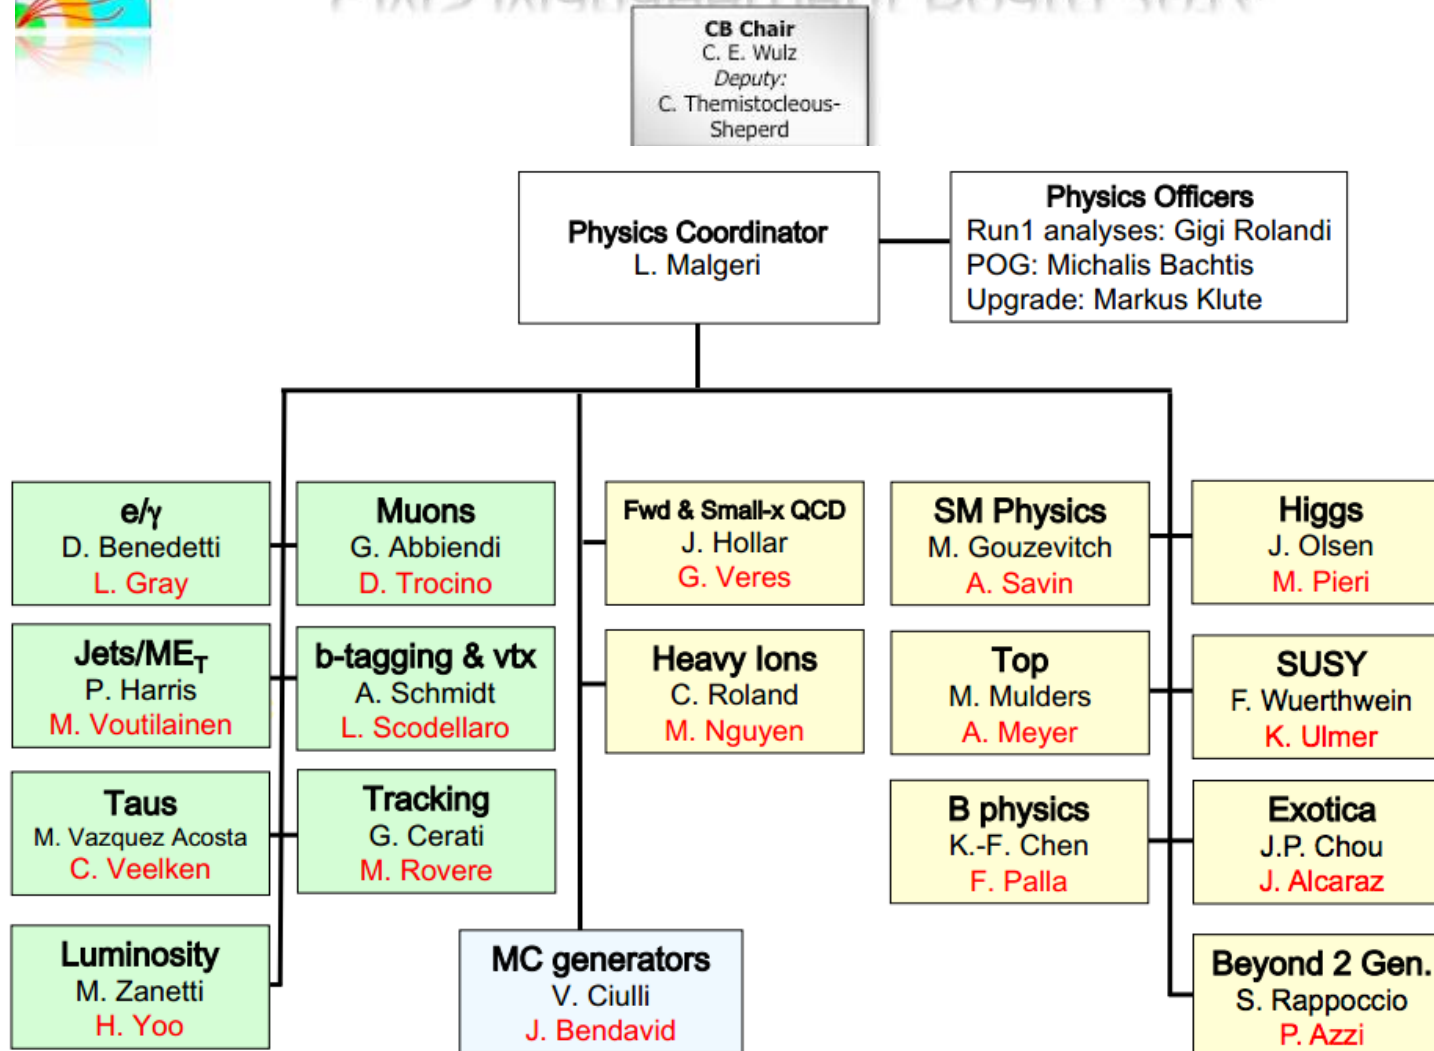 CB Chair
C. E. Wulz
Deputy:
C. Themistocleous-
Sheperd
Physics Coordinator
L. Malgeri
Physics Officers
Run1 analyses: Gigi Rolandi
POG: Michalis Bachtis
Upgrade: Markus Klute
e/γ
D. Benedetti
L. Gray
Muons
G. Abbiendi
D. Trocino
Fwd & Small-x QCD
J. Hollar
G. Veres
SM Physics
M. Gouzevitch
A. Savin
Higgs
J. Olsen
M. Pieri
Jets/MET
P. Harris
M. Voutilainen
b-tagging & vtx
A. Schmidt
L. Scodellaro
Heavy Ions
C. Roland
M. Nguyen
Top
M. Mulders
A. Meyer
SUSY
F. Wuerthwein
K. Ulmer
Taus
M. Vazquez Acosta
C. Veelken
Tracking
G. Cerati
M. Rovere
B physics
K.-F. Chen
F. Palla
Exotica
J.P. Chou
J. Alcaraz
Luminosity
M. Zanetti
H. Yoo
MC generators
V. Ciulli
J. Bendavid
Beyond 2 Gen.
S. Rappoccio
P. Azzi